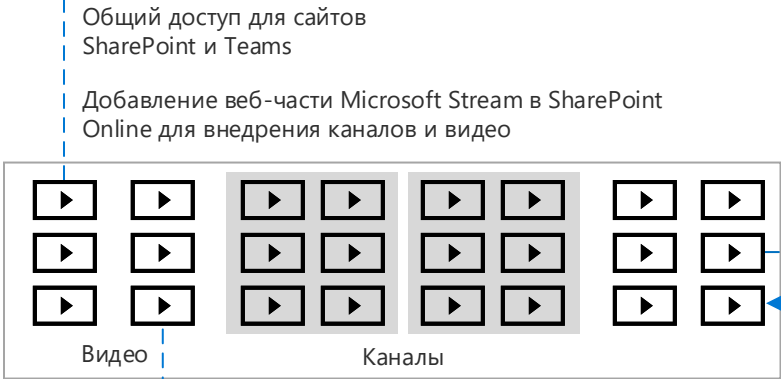 Общий доступ для сайтов
SharePoint и Teams
Добавление веб-части Microsoft Stream в SharePoint
Online для внедрения каналов и видео
Видео
Каналы